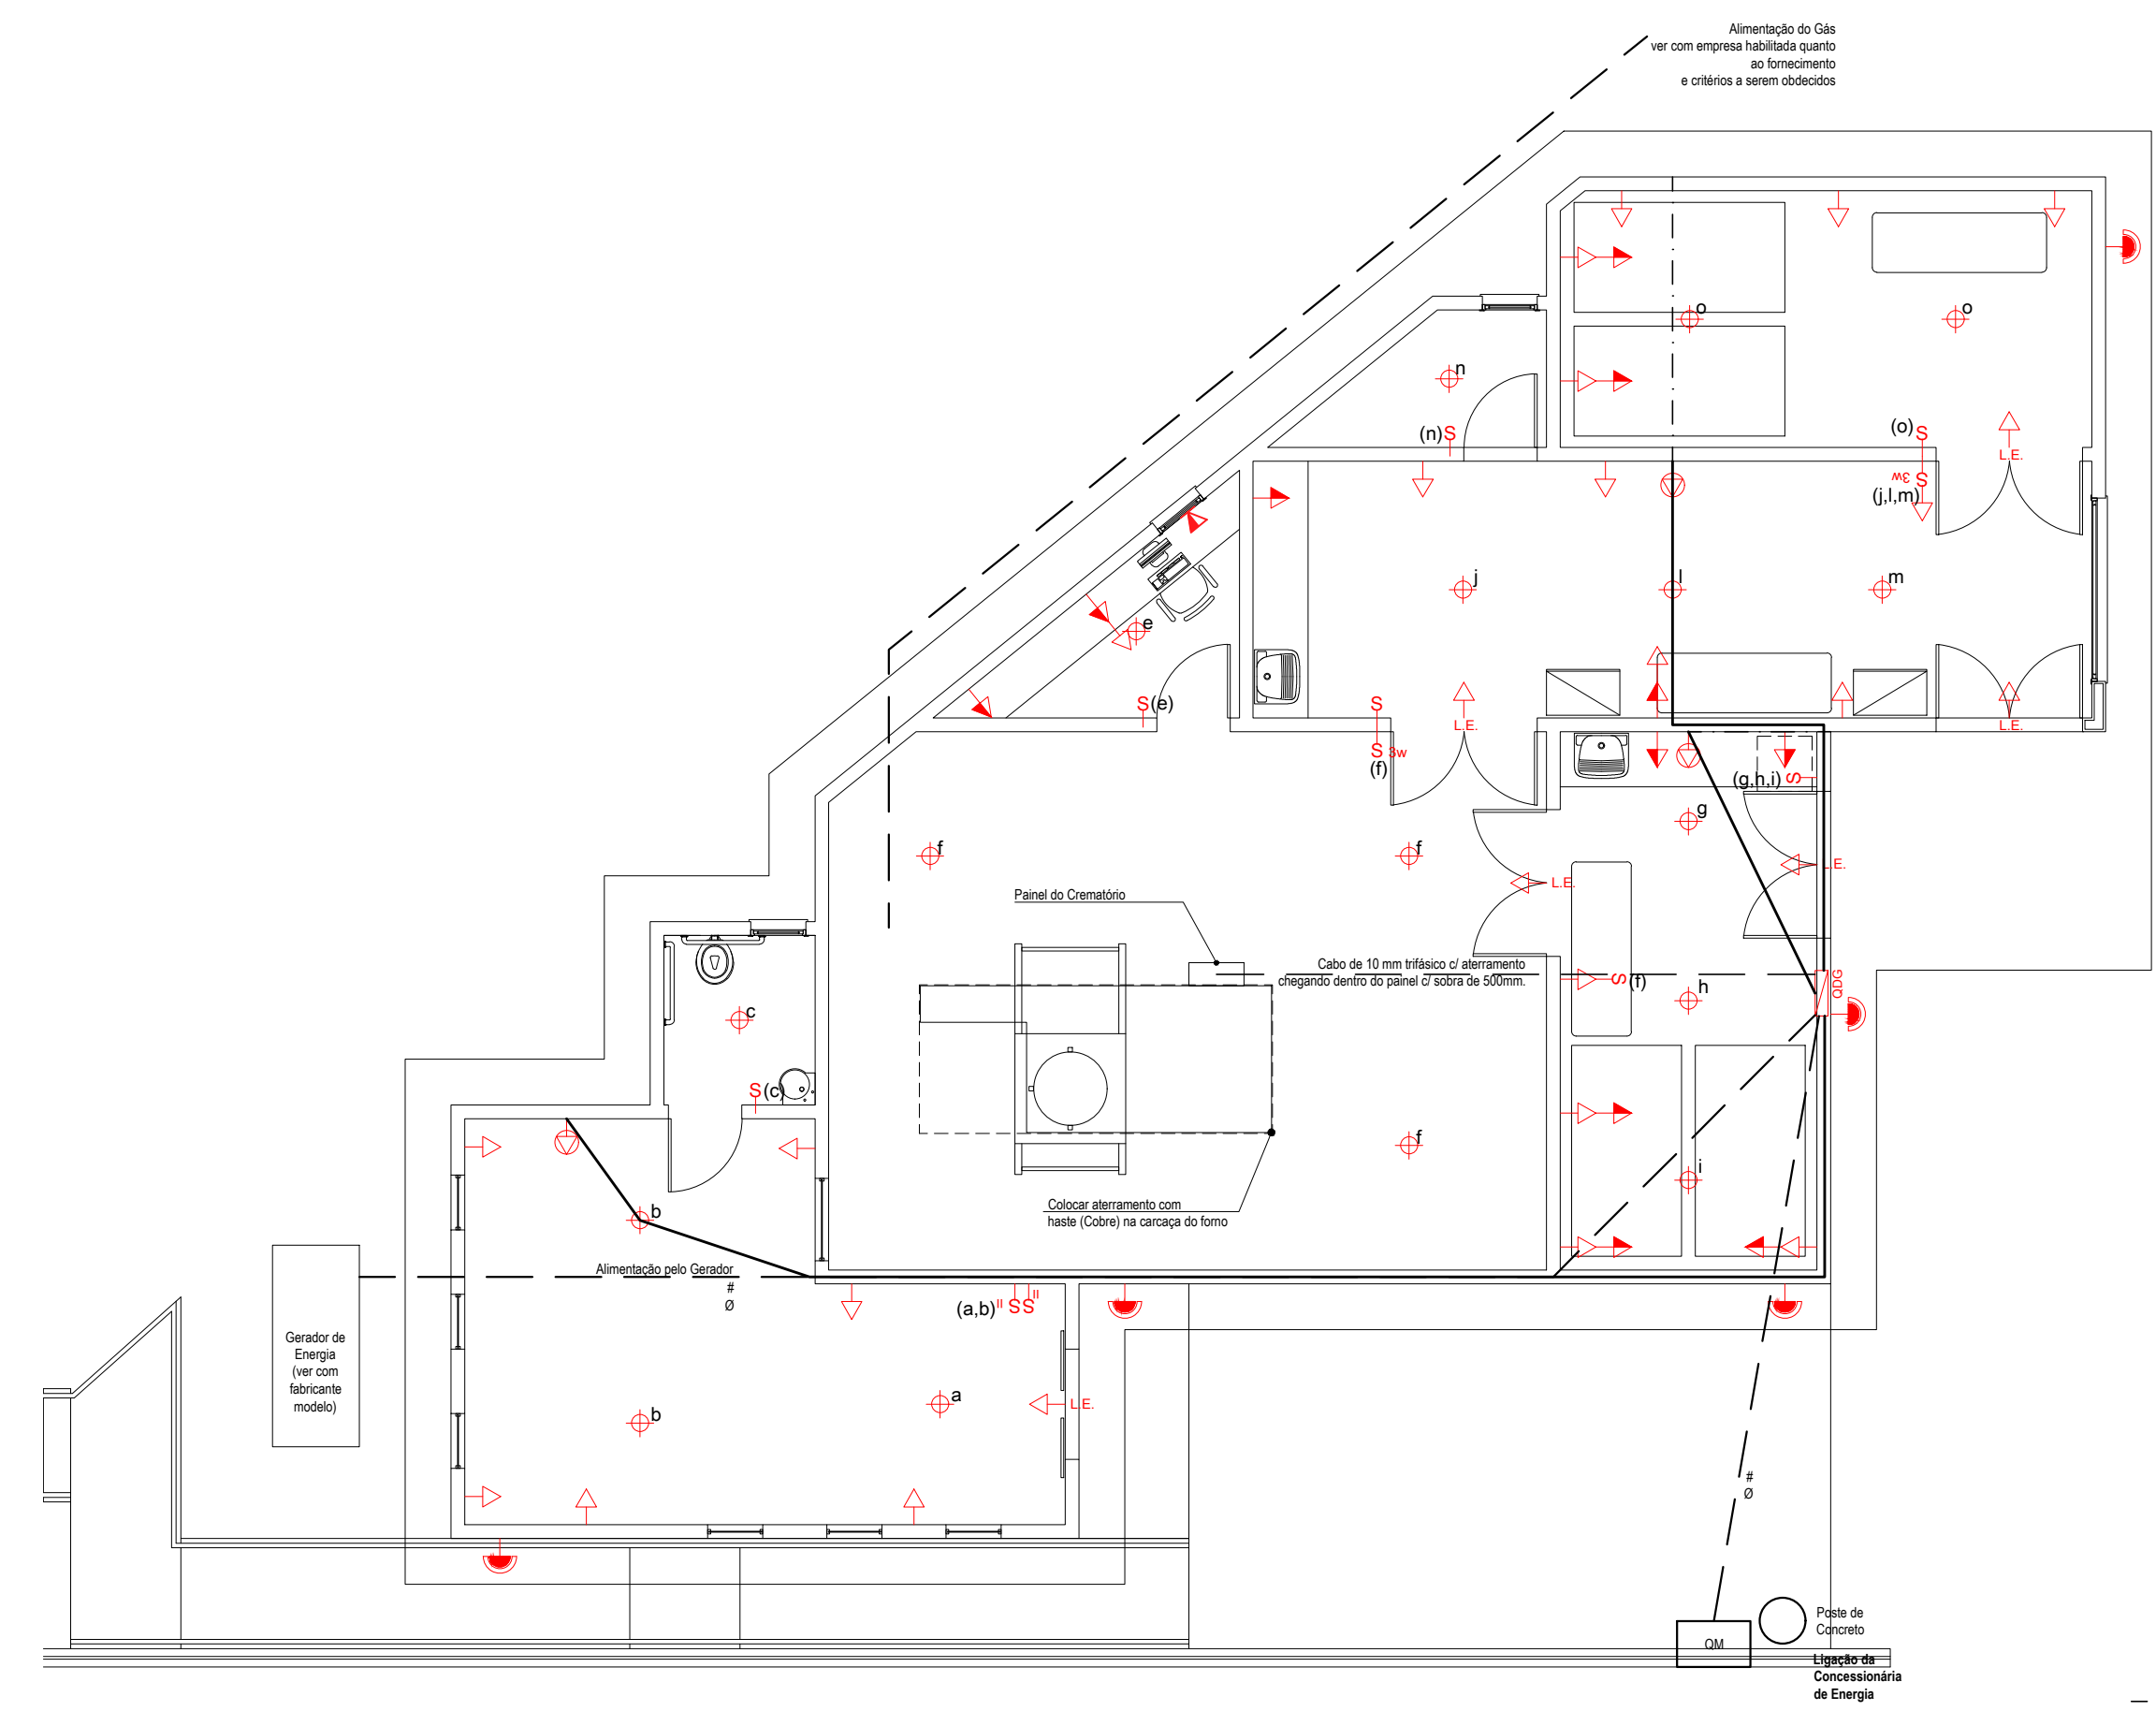 Alimentação do Gás
ver com empresa habilitada quanto
ao fornecimento
e critérios a serem obdecidos
o
o
n
(n) S
(o) S
L.E.
3w S
(j,l,m)
j
l
m
e
S (e)
S
S 3w
(f)
L.E.
L.E.
(g,h,i) S
g
f
f
L.E.
L.E.
Painel do Crematório
Cabo de 10 mm trifásico c/ aterramento
chegando dentro do painel c/ sobra de 500mm.
S (f)
QDG
h
c
S (c)
f
i
Colocar aterramento com
haste (Cobre) na carcaça do forno
b
Alimentação pelo Gerador
#
Ø
(a,b) II S S II
Gerador de
Energia
(ver com
fabricante
modelo)
a
L.E.
b
#
Ø
QM
Poste de
Concreto
Ligação da
Concessionária
de Energia